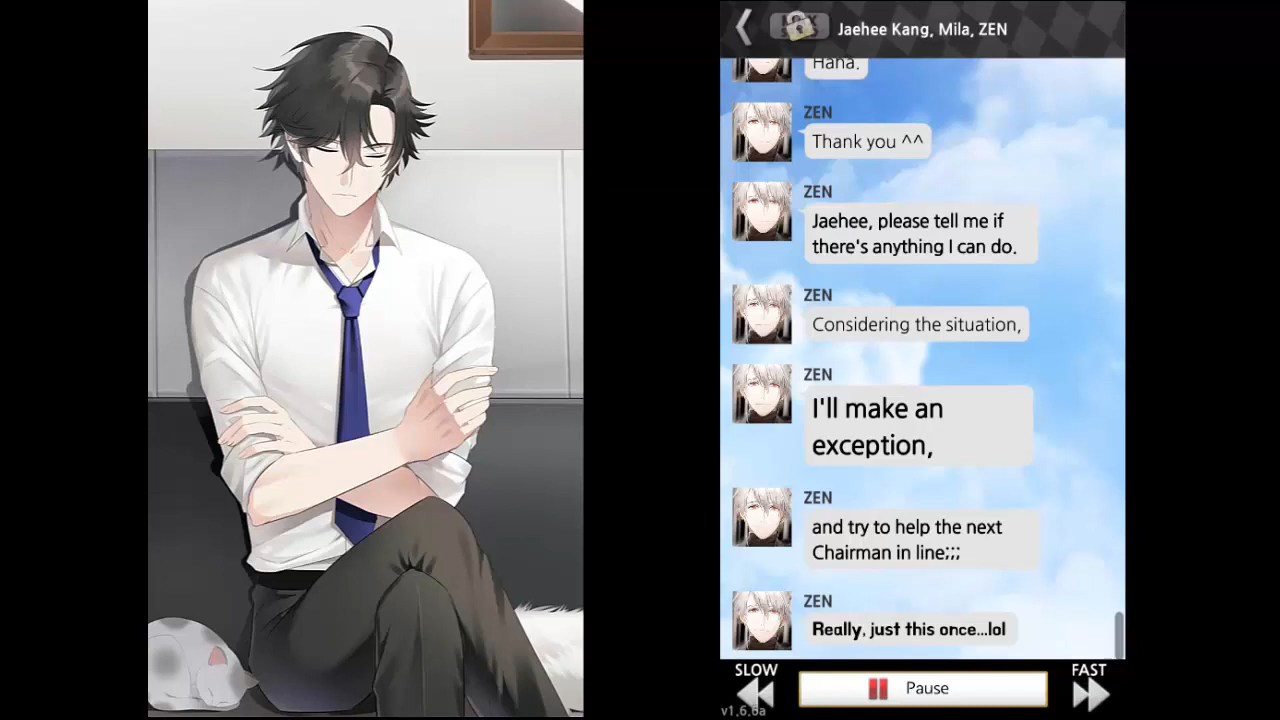 Jaehee Kang, Mila, ZEN
Hana.
ZEN
Thank you ^^
ZEN
Jaehee, please tell me if
there's anything I can do.
ZEN
Considering the situation,
ZEN
I'll make an
exception,
ZEN
and try to help the next
Chairman in line;;;
ZEN
Really, just this once...lol
SLOW
Pause
FAST
v1.6.6a